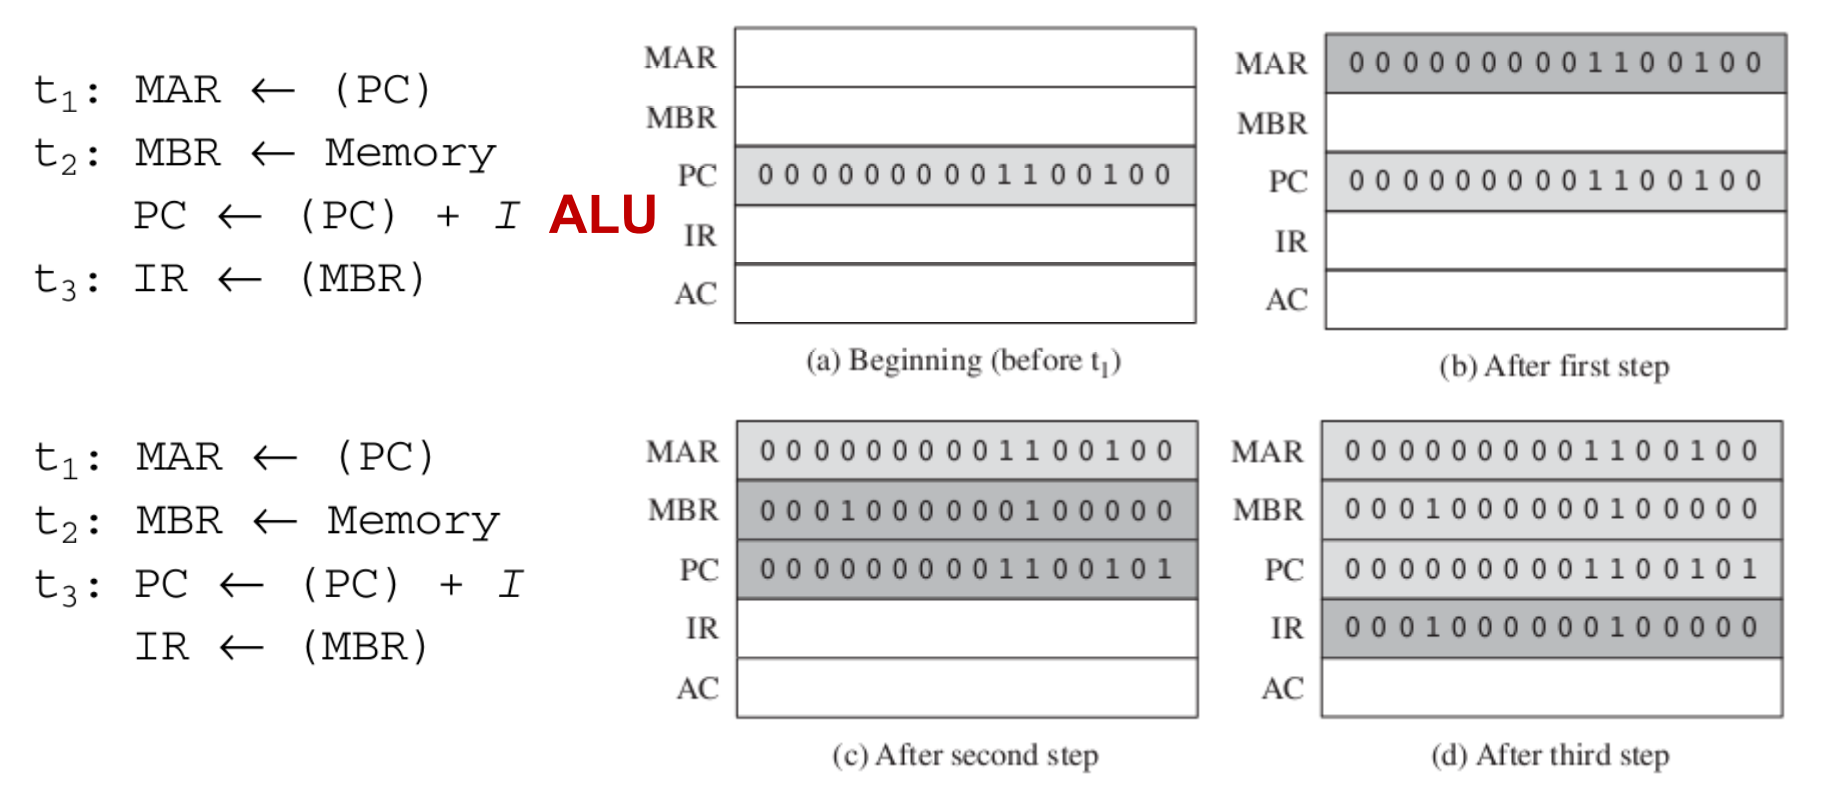 t1: MAR ← (PC)
t2: MBR ← Memory
PC ← (PC) + I ALU
t3: IR ← (MBR)
MAR
MBR
PC 0 0 0 0 0 0 0 0 0 1 1 0 0 1 0 0
IR
AC
(a) Beginning (before t1)
MAR 0 0 0 0 0 0 0 0 0 1 1 0 0 1 0 0
MBR
PC 0 0 0 0 0 0 0 0 0 1 1 0 0 1 0 0
IR
AC
(b) After first step
t1: MAR ← (PC)
t2: MBR ← Memory
t3: PC ← (PC) + I
IR ← (MBR)
MAR 0 0 0 0 0 0 0 0 0 1 1 0 0 1 0 0
MBR 0 0 0 1 0 0 0 0 0 0 1 0 0 0 0 0
PC 0 0 0 0 0 0 0 0 0 1 1 0 0 1 0 1
IR
AC
(c) After second step
MAR 0 0 0 0 0 0 0 0 0 1 1 0 0 1 0 0
MBR 0 0 0 1 0 0 0 0 0 0 1 0 0 0 0 0
PC 0 0 0 0 0 0 0 0 0 1 1 0 0 1 0 1
IR 0 0 0 1 0 0 0 0 0 0 1 0 0 0 0 0
AC
(d) After third step